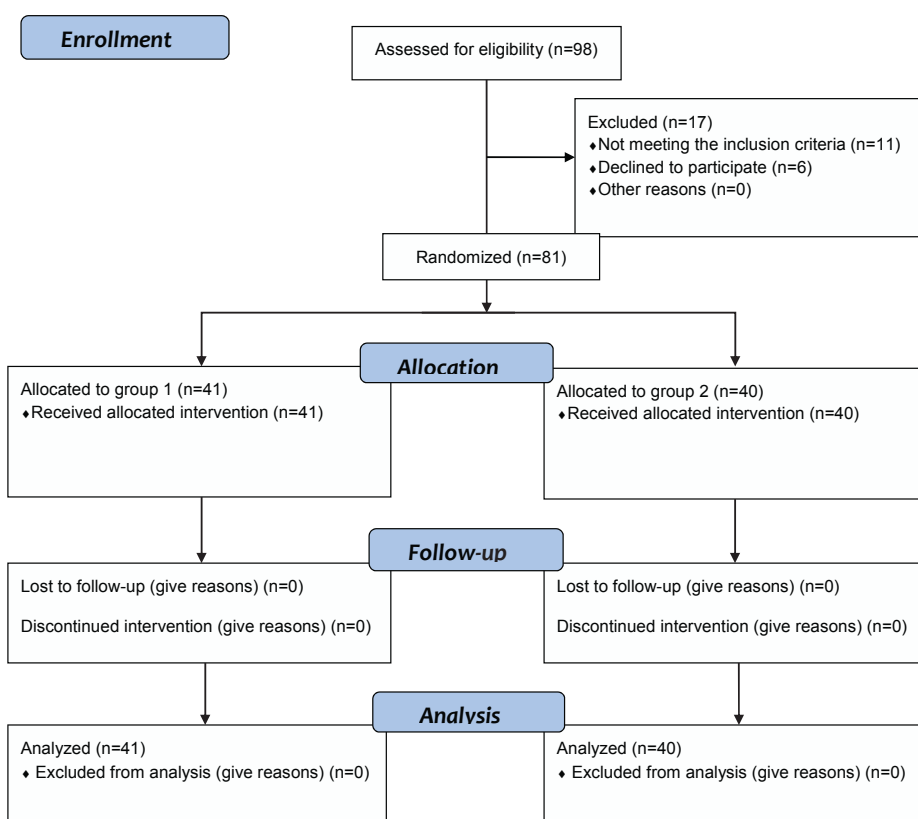 Enrollment
Assessed for eligibility (n=98)
Excluded (n=17)
♦Not meeting the inclusion criteria (n=11)
♦Declined to participate (n=6)
♦Other reasons (n=0)
Randomized (n=81)
Allocation
Allocated to group 1 (n=41)
♦Received allocated intervention (n=41)
Allocated to group 2 (n=40)
♦Received allocated intervention (n=40)
Follow-up
Lost to follow-up (give reasons) (n=0)
Discontinued intervention (give reasons) (n=0)
Lost to follow-up (give reasons) (n=0)
Discontinued intervention (give reasons) (n=0)
Analysis
Analyzed (n=41)
♦ Excluded from analysis (give reasons) (n=0)
Analyzed (n=40)
♦ Excluded from analysis (give reasons) (n=0)